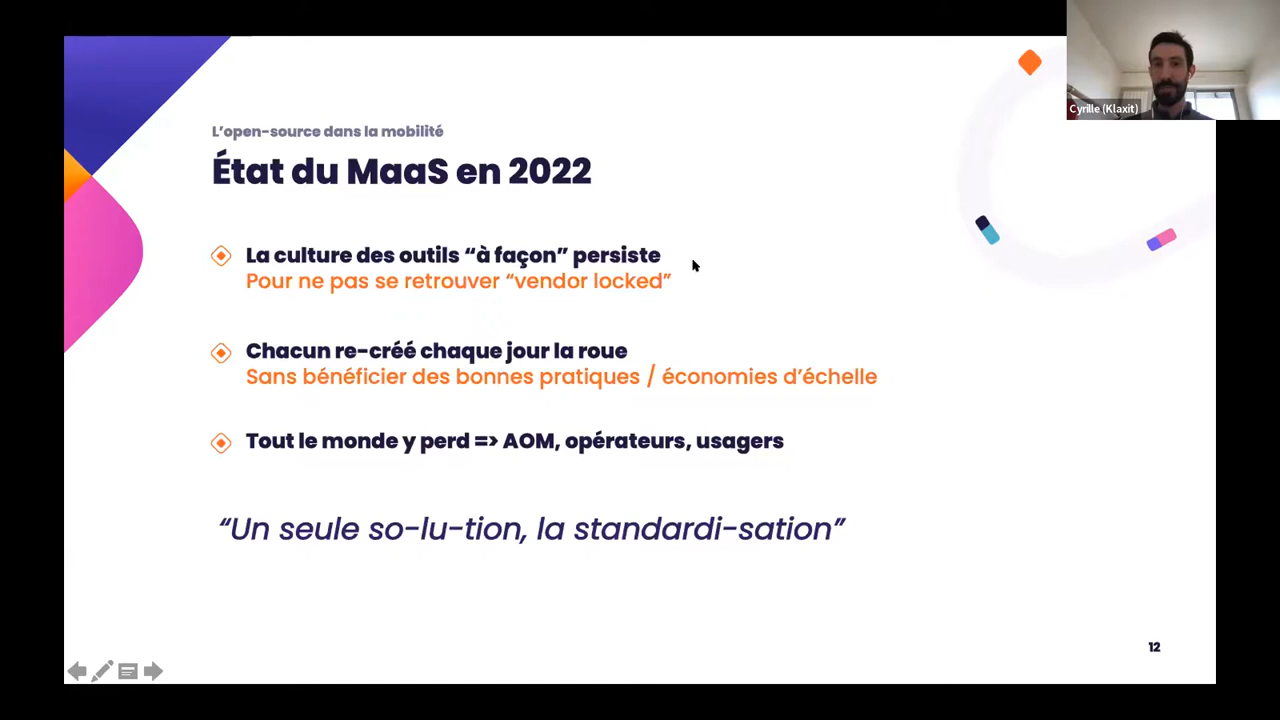 Cyrille (Klaxit)
L’open-source dans la mobilité
État du MaaS en 2022
La culture des outils “à façon” persiste
Pour ne pas se retrouver “vendor locked”
Chacun re-créé chaque jour la roue
Sans bénéficier des bonnes pratiques / économies d’échelle
Tout le monde y perd => AOM, opérateurs, usagers
“Un seule so-lu-tion, la standardi-sation”
12